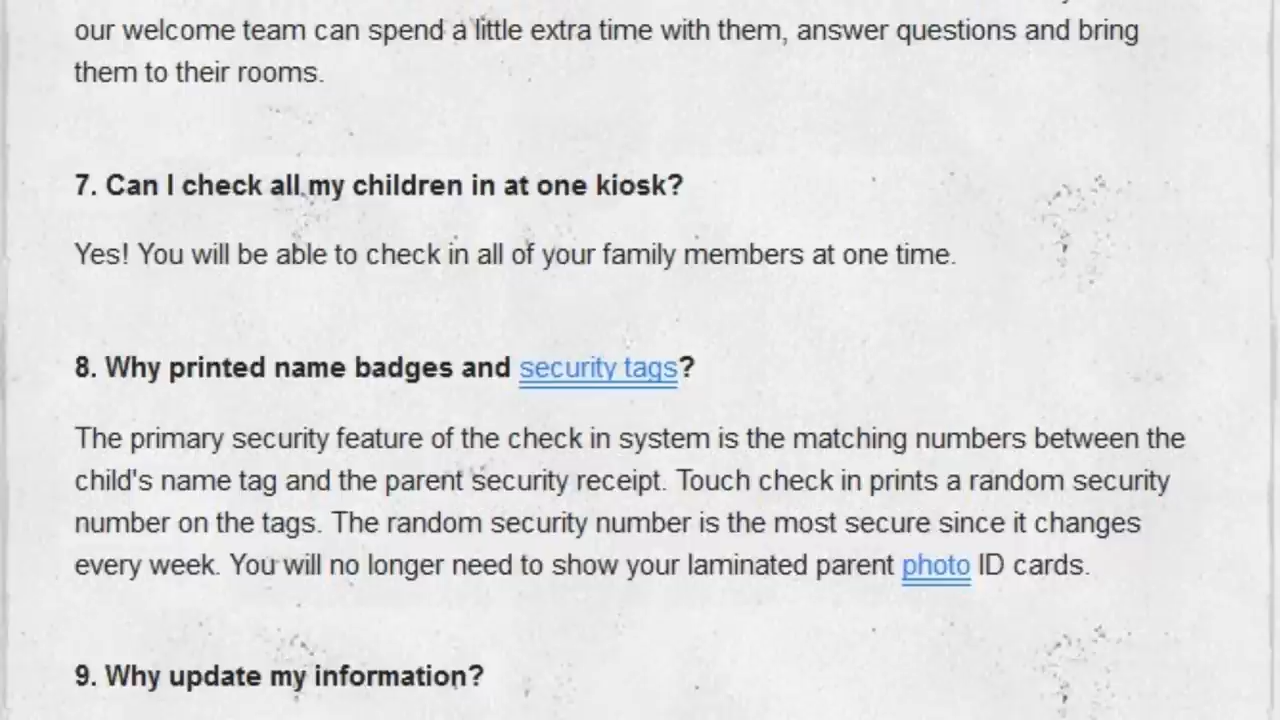 our welcome team can spend a little extra time with them, answer questions and bring
them to their rooms.
7. Can I check all my children in at one kiosk?
Yes! You will be able to check in all of your family members at one time.
8. Why printed name badges and security tags?
The primary security feature of the check in system is the matching numbers between the
child's name tag and the parent security receipt. Touch check in prints a random security
number on the tags. The random security number is the most secure since it changes
every week. You will no longer need to show your laminated parent photo ID cards.
9. Why update my information?